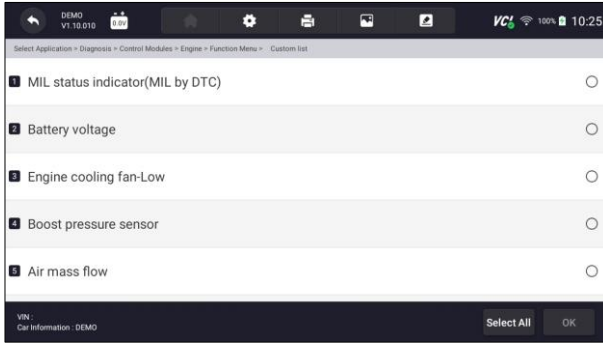 DEMO
V1.10.010
0.0V
VCI
100%
10:25
Select Application > Diagnosis > Control Modules > Engine > Function Menu > Custom list
1 MIL status indicator(MIL by DTC)
2 Battery voltage
3 Engine cooling fan-Low
4 Boost pressure sensor
5 Air mass flow
VIN :
Car Information : DEMO
Select All
OK